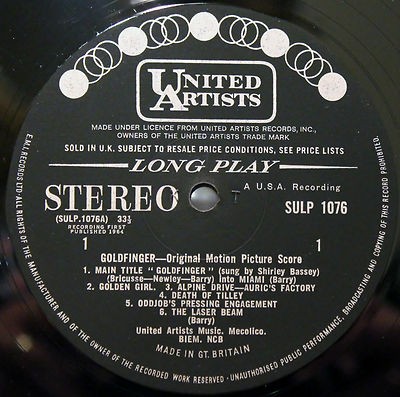 UNITED
ARTISTS
MADE UNDER LICENCE FROM UNITED ARTISTS RECORDS, INC.,
OWNERS OF THE UNITED ARTISTS TRADE MARK
SOLD IN U.K. SUBJECT TO RESALE PRICE CONDITIONS, SEE PRICE LISTS
LONG PLAY
STEREO T A U.S.A. Recording
(SULP.1076A) 33⅓ SULP 1076
RECORDING FIRST
PUBLISHED 1964
1 1
GOLDFINGER—Original Motion Picture Score
1. MAIN TITLE "GOLDFINGER" (sung by Shirley Bassey)
(Bricusse—Newley—Barry) into MIAMI (Barry)
2. GOLDEN GIRL. 3. ALPINE DRIVE—AURIC'S FACTORY
4. DEATH OF TILLEY
5. ODDJOB'S PRESSING ENGAGEMENT
6. THE LASER BEAM
(Barry)
United Artists Music. Mecolico.
BIEM. NCB
MADE IN GT. BRITAIN
E.M.I. RECORDS LTD · ALL RIGHTS OF THE MANUFACTURER AND OF THE OWNER OF THE RECORDED WORK RESERVED · UNAUTHORISED PUBLIC PERFORMANCE, BROADCASTING AND COPYING OF THIS RECORD PROHIBITED.